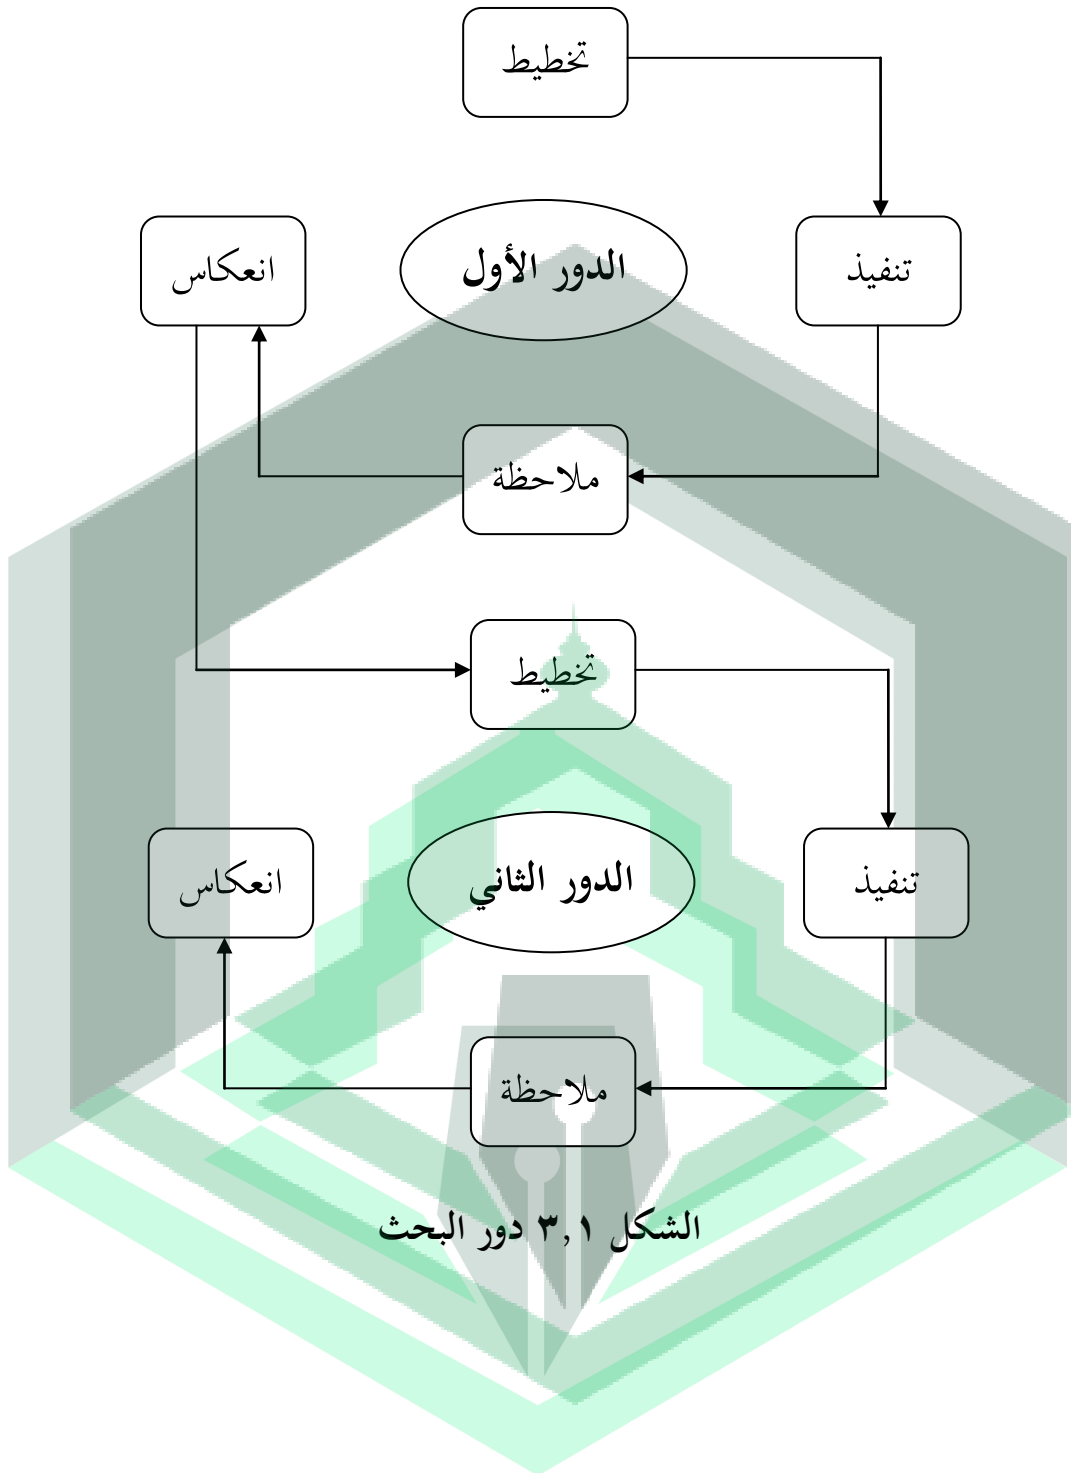 تخطيط
تنفيذ
الدور الأول
انعكاس
ملاحظة
تخطيط
تنفيذ
الدور الثاني
انعكاس
ملاحظة
الشكل ٣,١ دور البحث